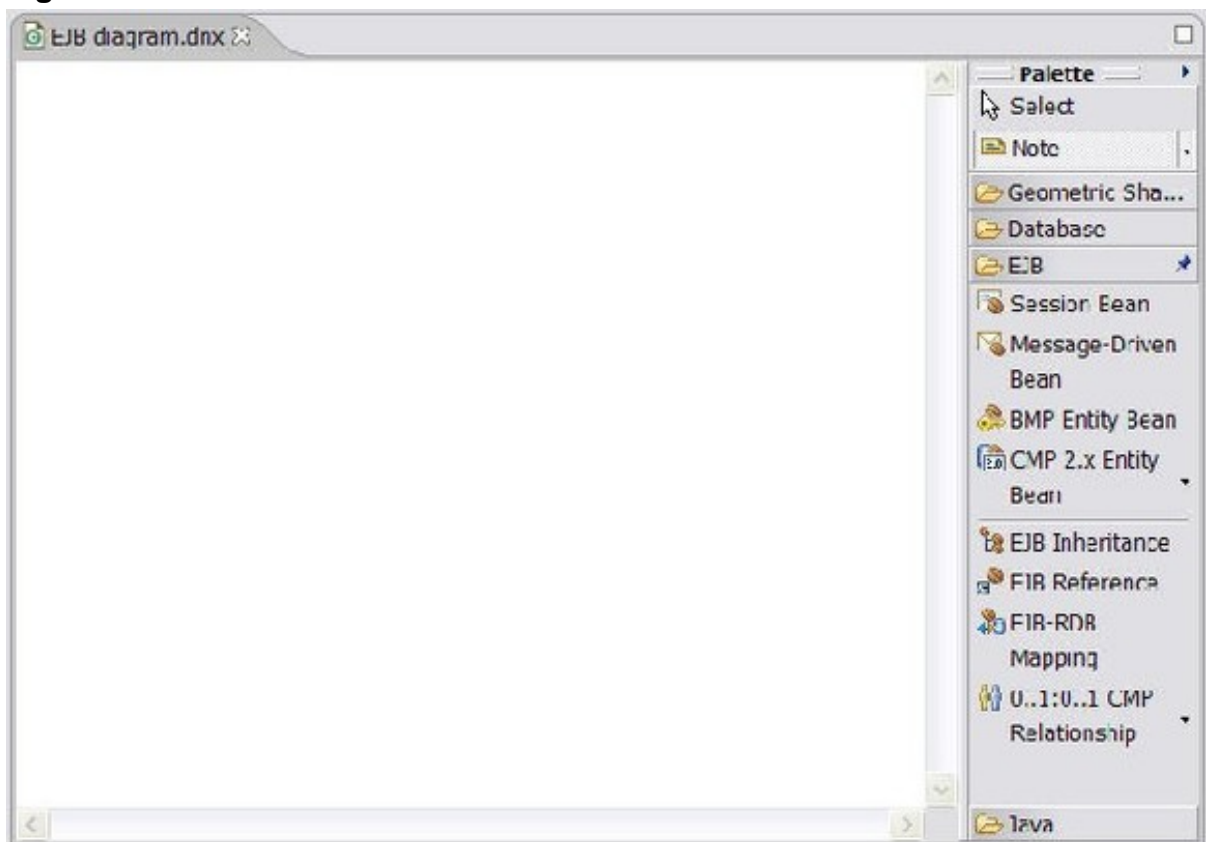 EJB diagram.dnx
Palette
Select
Note
Geometric Sha...
Database
EJB
Session Bean
Message-Driven
Bean
BMP Entity Bean
CMP 2.x Entity
Bean
EJB Inheritance
EJB Reference
EJB-RDB
Mapping
0..1:0..1 CMP
Relationship
Java